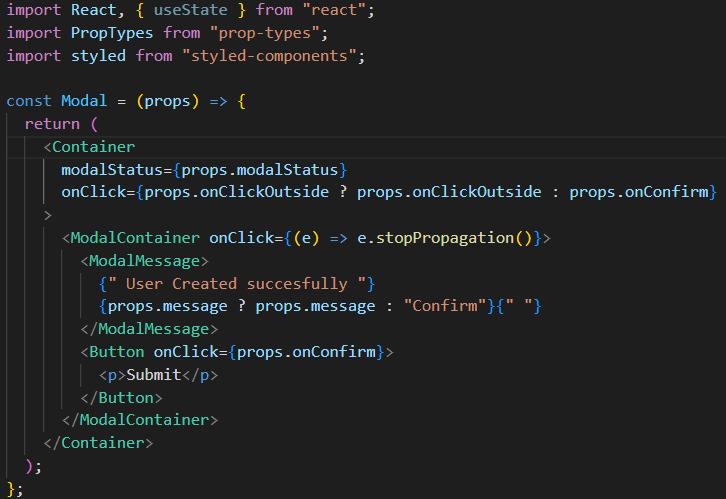 import React, { useState } from "react";
import PropTypes from "prop-types";
import styled from "styled-components";

const Modal = (props) => {
  return (
    <Container
      modalStatus={props.modalStatus}
      onClick={props.onClickOutside ? props.onClickOutside : props.onConfirm}
    >
      <ModalContainer onClick={(e) => e.stopPropagation()}>
        <ModalMessage>
          {" User Created succesfully "}
          {props.message ? props.message : "Confirm"}{" "}
        </ModalMessage>
        <Button onClick={props.onConfirm}>
          <p>Submit</p>
        </Button>
      </ModalContainer>
    </Container>
  );
};